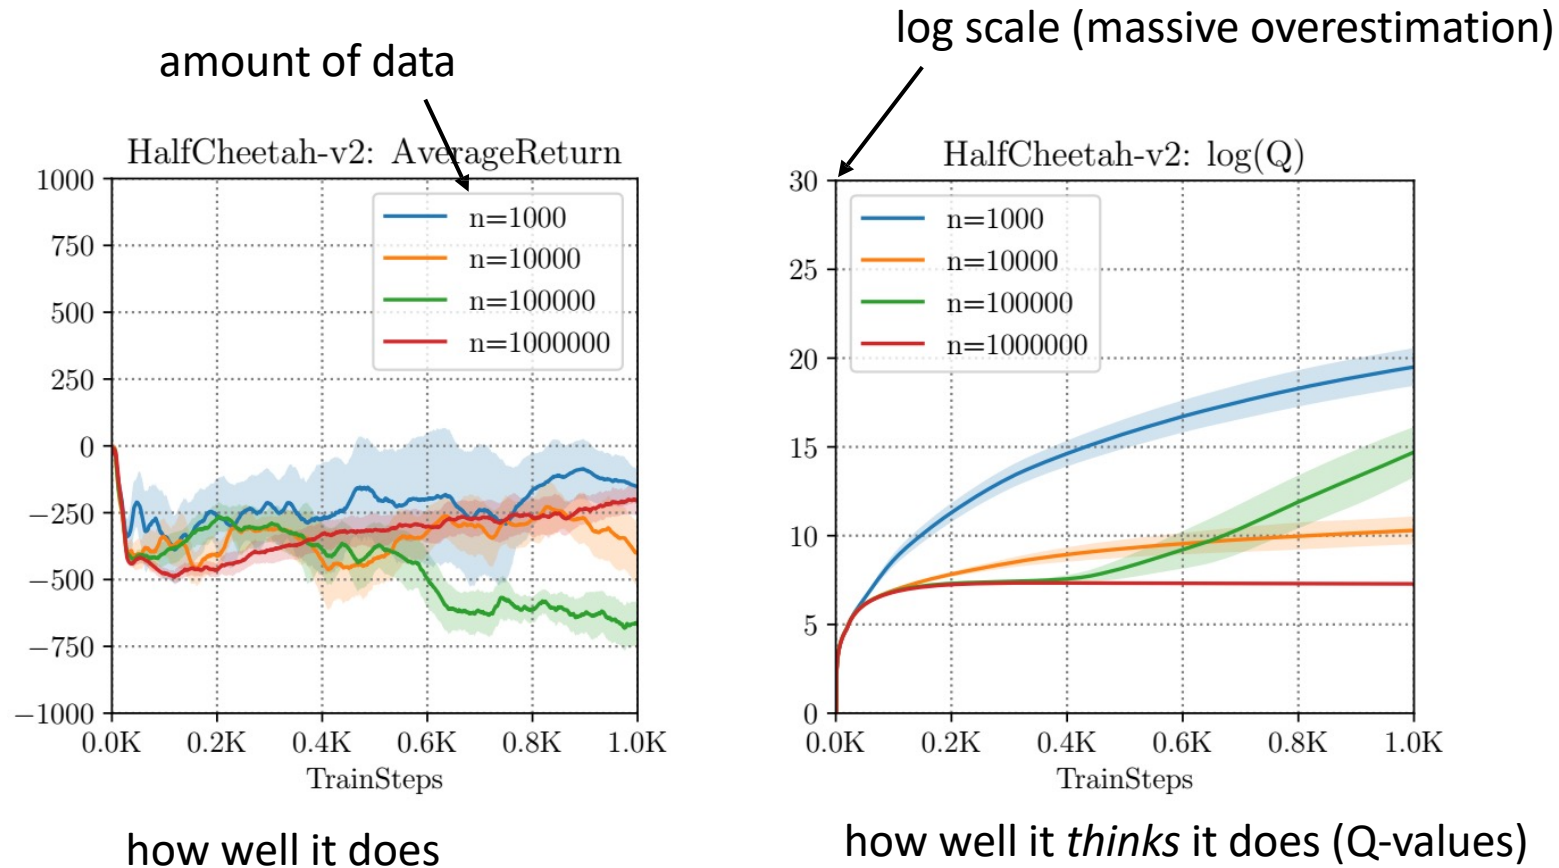 amount of data
log scale (massive overestimation)
HalfCheetah-v2: AverageReturn
1000
750
500
250
0
−250
−500
−750
−1000
n=1000
n=10000
n=100000
n=1000000
0.0K 0.2K 0.4K 0.6K 0.8K 1.0K
TrainSteps
how well it does
HalfCheetah-v2: log(Q)
30
25
20
15
10
5
0
n=1000
n=10000
n=100000
n=1000000
0.0K 0.2K 0.4K 0.6K 0.8K 1.0K
TrainSteps
how well it thinks it does (Q-values)